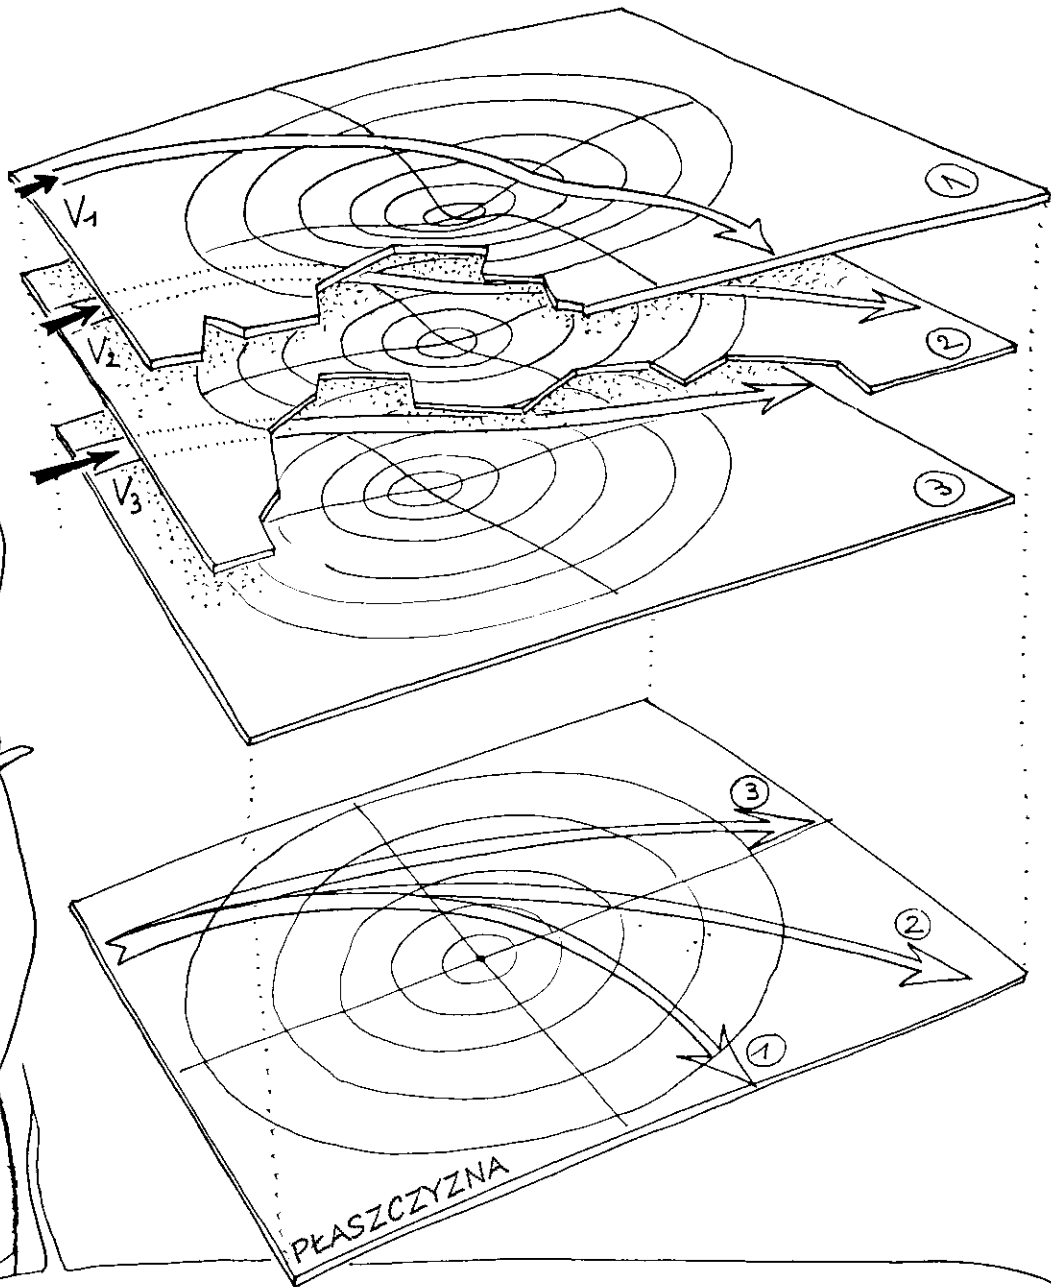 V₁
①
V₂
②
V₃
③
③
②
①
PŁASZCZYZNA